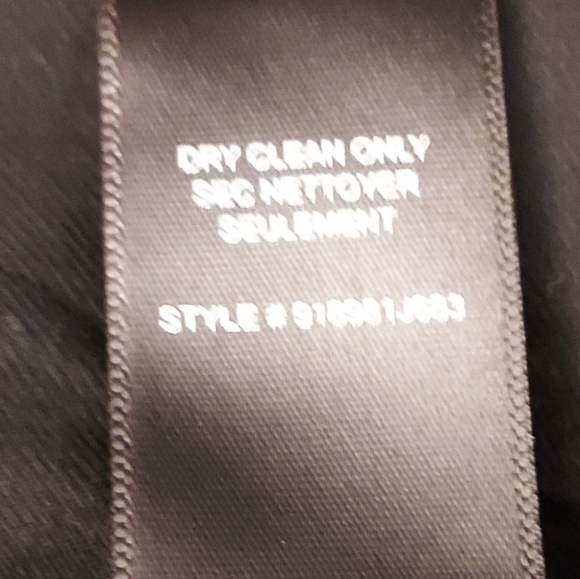 DRY CLEAN ONLY
SEC NETTOYER
SEULEMENT
STYLE #